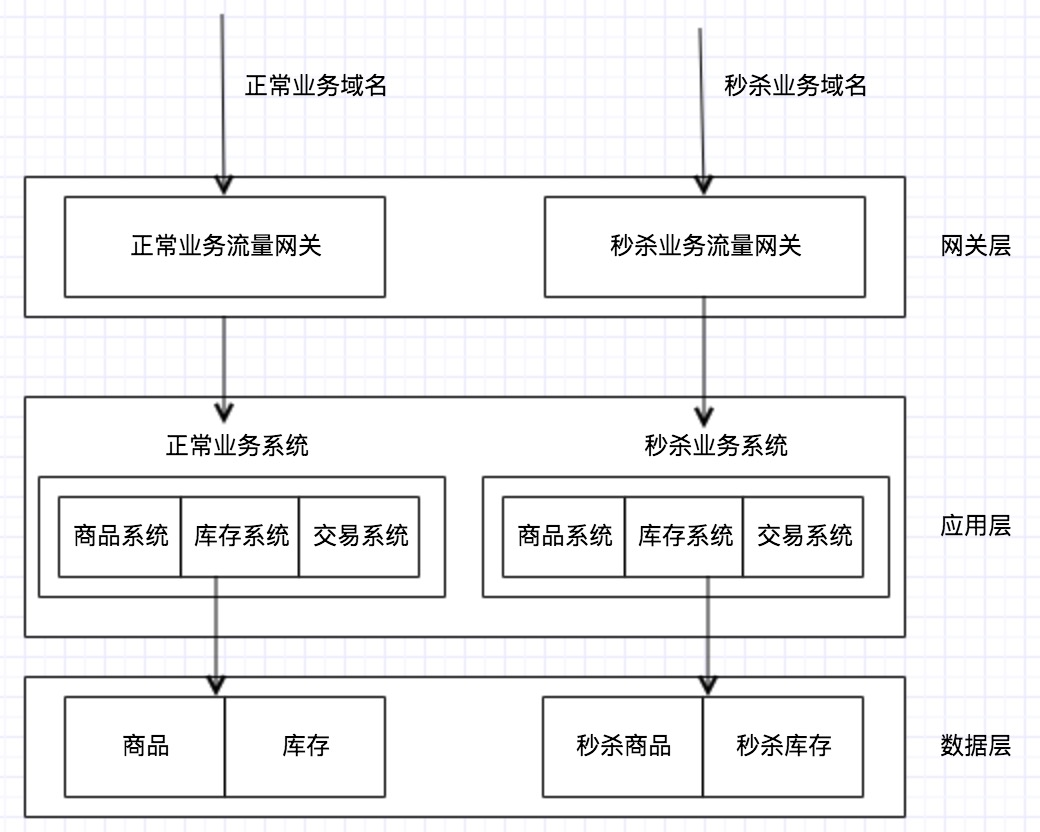 正常业务域名
秒杀业务域名
正常业务流量网关
秒杀业务流量网关
网关层
正常业务系统
秒杀业务系统
商品系统
库存系统
交易系统
商品系统
库存系统
交易系统
应用层
商品
库存
秒杀商品
秒杀库存
数据层